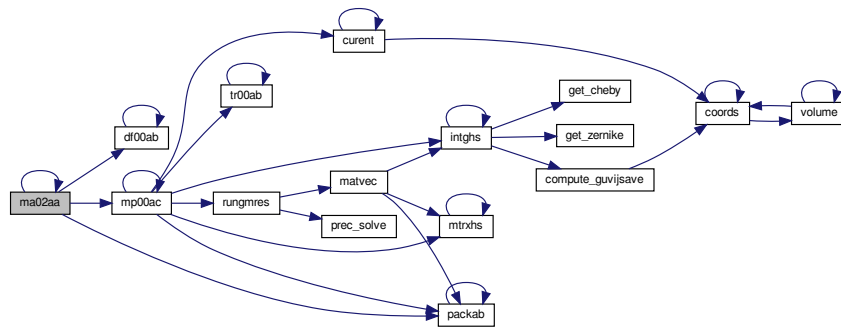 curent
tr00ab
get_cheby
coords
volume
df00ab
intghs
get_zernike
matvec
compute_guvijsave
ma02aa
mp00ac
rungmres
prec_solve
mtrxhs
packab